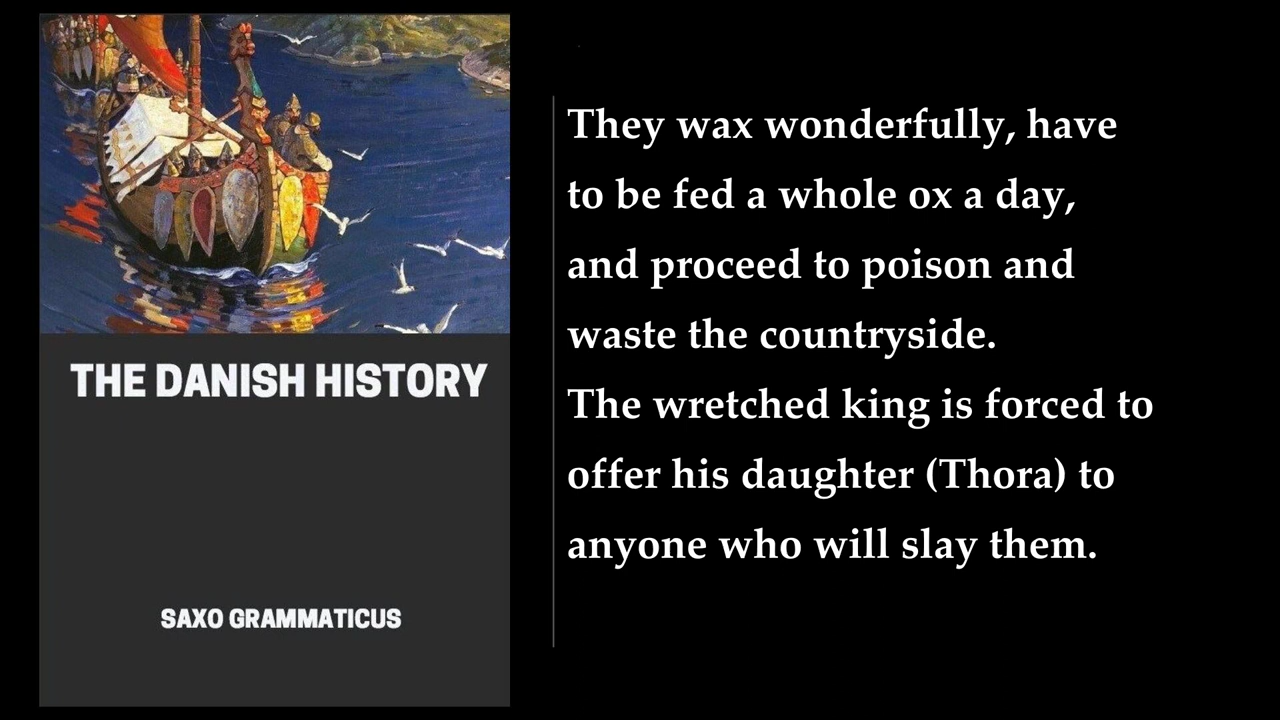 THE DANISH HISTORY
SAXO GRAMMATICUS
They wax wonderfully, have
to be fed a whole ox a day,
and proceed to poison and
waste the countryside.
The wretched king is forced to
offer his daughter (Thora) to
anyone who will slay them.